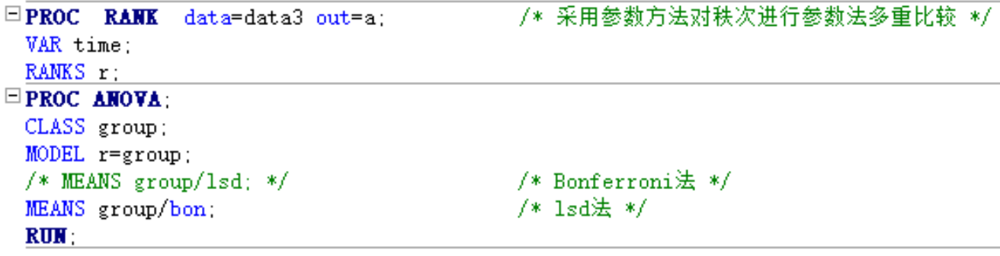 PROC RANK data=data3 out=a; /* 采用参数方法对秩次进行参数法多重比较 */
VAR time;
RANKS r;
PROC ANOVA;
CLASS group;
MODEL r=group;
/* MEANS group/lsd; */ /* Bonferroni法 */
MEANS group/bon; /* lsd法 */
RUN;